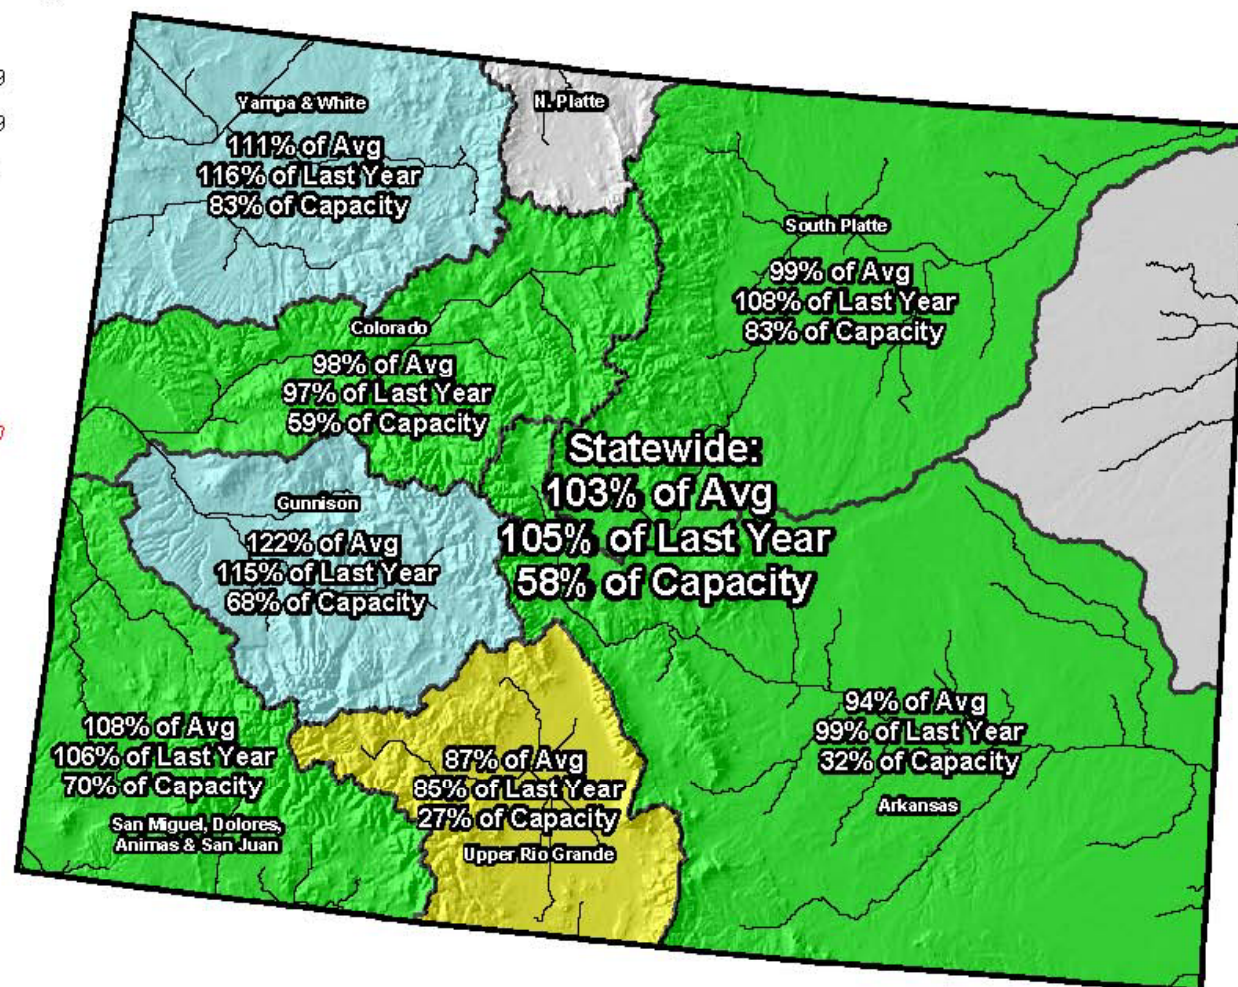 Yampa & White
111% of Avg
116% of Last Year
83% of Capacity
N. Platte
South Platte
99% of Avg
108% of Last Year
83% of Capacity
Colorado
98% of Avg
97% of Last Year
59% of Capacity
Statewide:
103% of Avg
105% of Last Year
58% of Capacity
Gunnison
122% of Avg
115% of Last Year
68% of Capacity
108% of Avg
106% of Last Year
70% of Capacity
San Miguel, Dolores,
Animas & San Juan
87% of Avg
85% of Last Year
27% of Capacity
Upper Rio Grande
94% of Avg
99% of Last Year
32% of Capacity
Arkansas